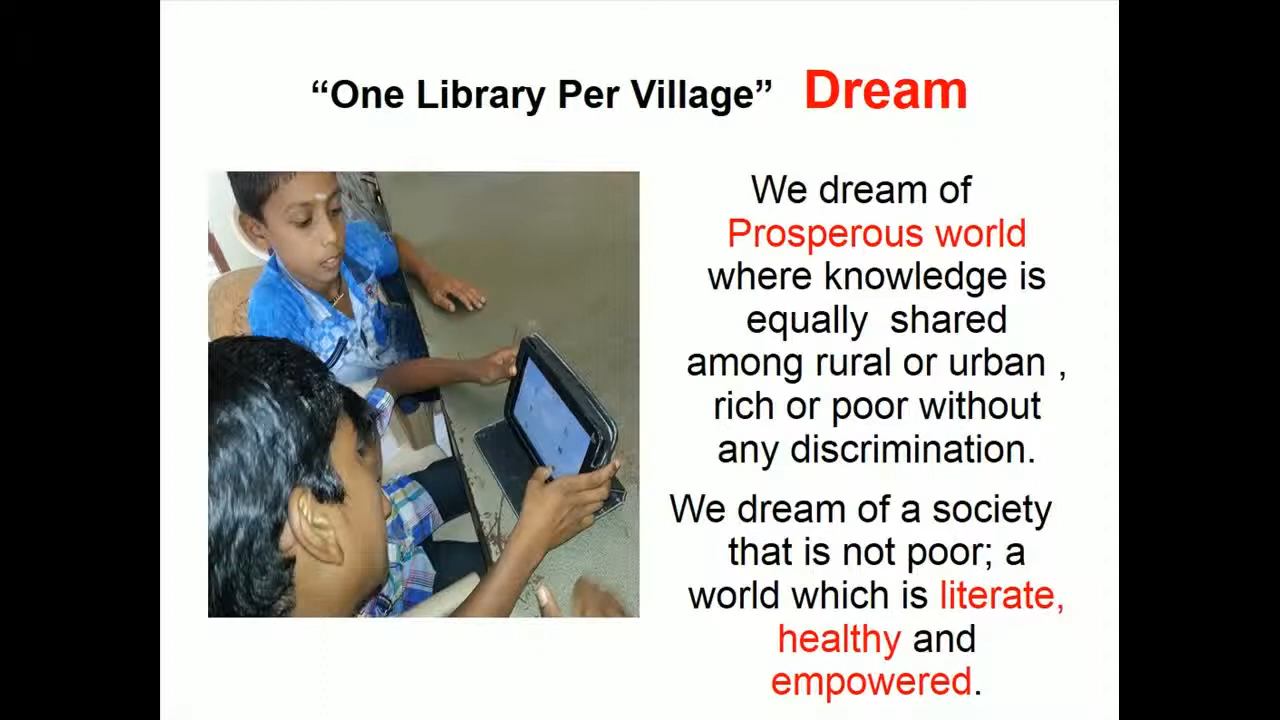 “One Library Per Village” Dream
We dream of
Prosperous world
where knowledge is
equally shared
among rural or urban ,
rich or poor without
any discrimination.
We dream of a society
that is not poor; a
world which is literate,
healthy and
empowered.